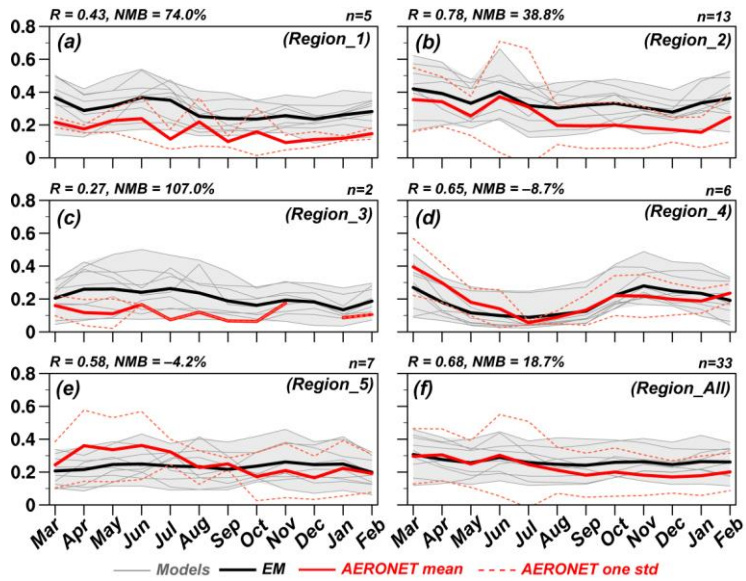 R = 0.43, NMB = 74.0% n=5 R = 0.78, NMB = 38.8% n=13
0.8 (a) (Region_1) (b) (Region_2)
0.6
0.4
0.2
0
R = 0.27, NMB = 107.0% n=2 R = 0.65, NMB = –8.7% n=6
0.8 (c) (Region_3) (d) (Region_4)
0.6
0.4
0.2
0
R = 0.58, NMB = –4.2% n=7 R = 0.68, NMB = 18.7% n=33
0.8 (e) (Region_5) (f) (Region_All)
0.6
0.4
0.2
0
Mar Apr May Jun Jul Aug Sep Oct Nov Dec Jan Feb Mar Apr May Jun Jul Aug Sep Oct Nov Dec Jan Feb
Models EM AERONET mean AERONET one std